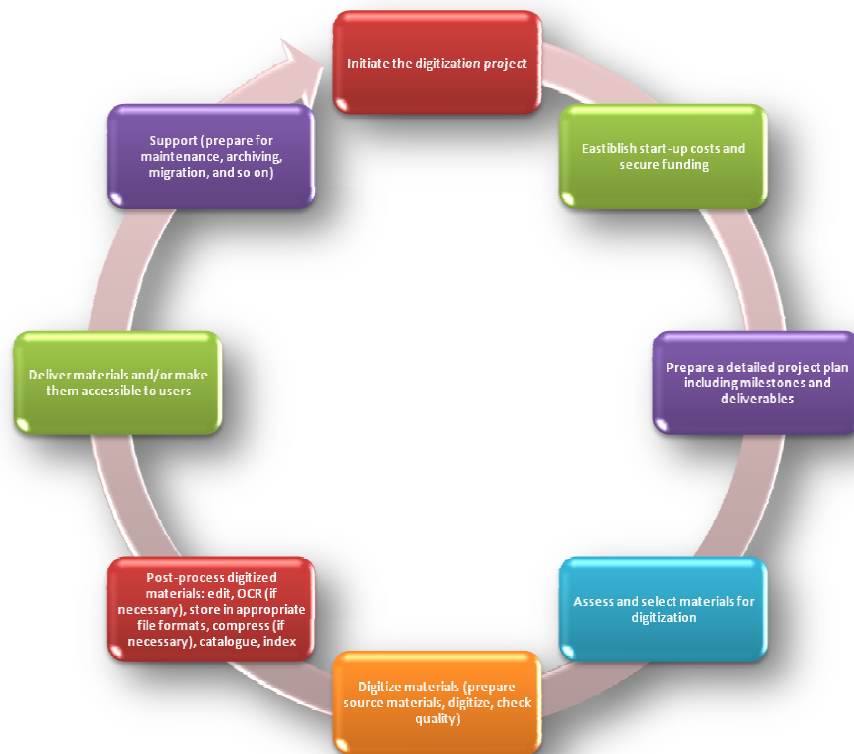 Initiate the digitization project
Eastiblish start-up costs and
secure funding
Prepare a detailed project plan
including milestones and
deliverables
Assess and select materials for
digitization
Digitize materials (prepare
source materials, digitize, check
quality)
Post-process digitized
materials: edit, OCR (if
necessary), store in appropriate
file formats, compress (if
necessary), catalogue, index
Deliver materials and/or make
them accessible to users
Support (prepare for
maintenance, archiving,
migration, and so on)